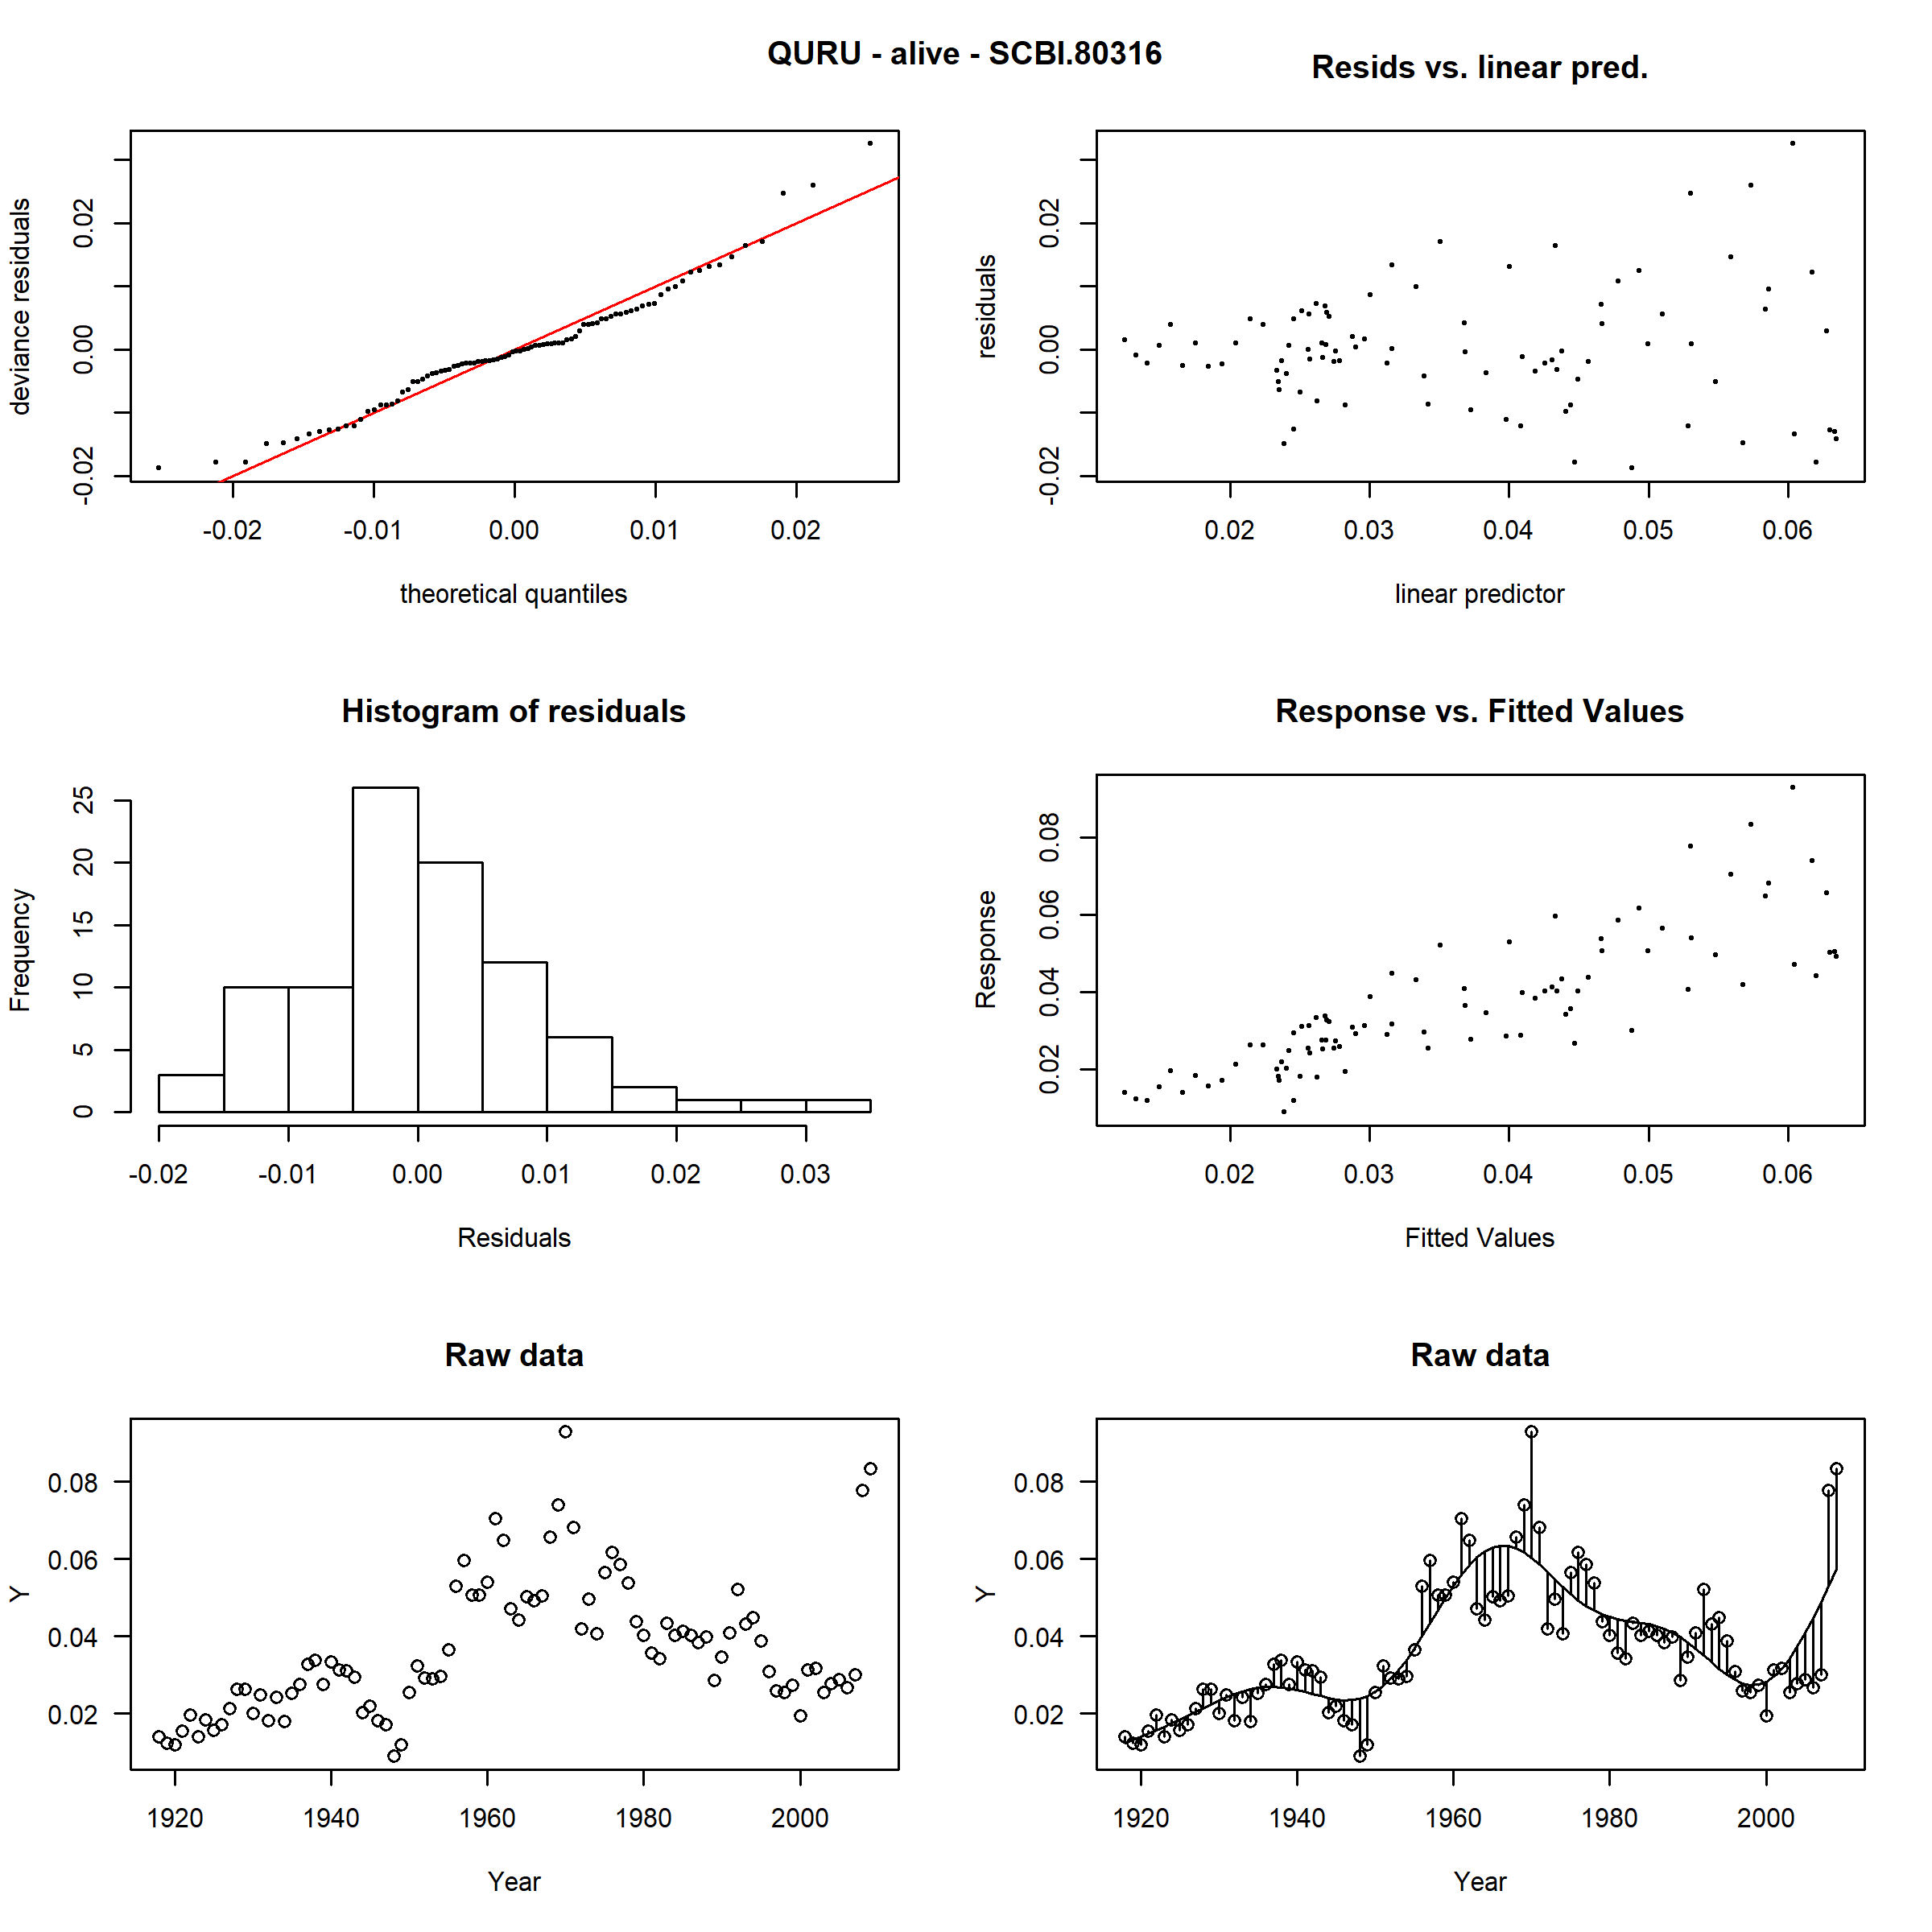 QURU - alive - SCBI.80316
Resids vs. linear pred.
deviance residuals
0.02
0.00
-0.02
-0.02 -0.01 0.00 0.01 0.02
theoretical quantiles
residuals
0.02
0.00
-0.02
0.02 0.03 0.04 0.05 0.06
linear predictor
Histogram of residuals
Frequency
25
20
15
10
5
0
-0.02 -0.01 0.00 0.01 0.02 0.03
Residuals
Response vs. Fitted Values
Response
0.08
0.06
0.04
0.02
0.02 0.03 0.04 0.05 0.06
Fitted Values
Raw data
Y
0.08
0.06
0.04
0.02
1920 1940 1960 1980 2000
Year
Raw data
Y
0.08
0.06
0.04
0.02
1920 1940 1960 1980 2000
Year